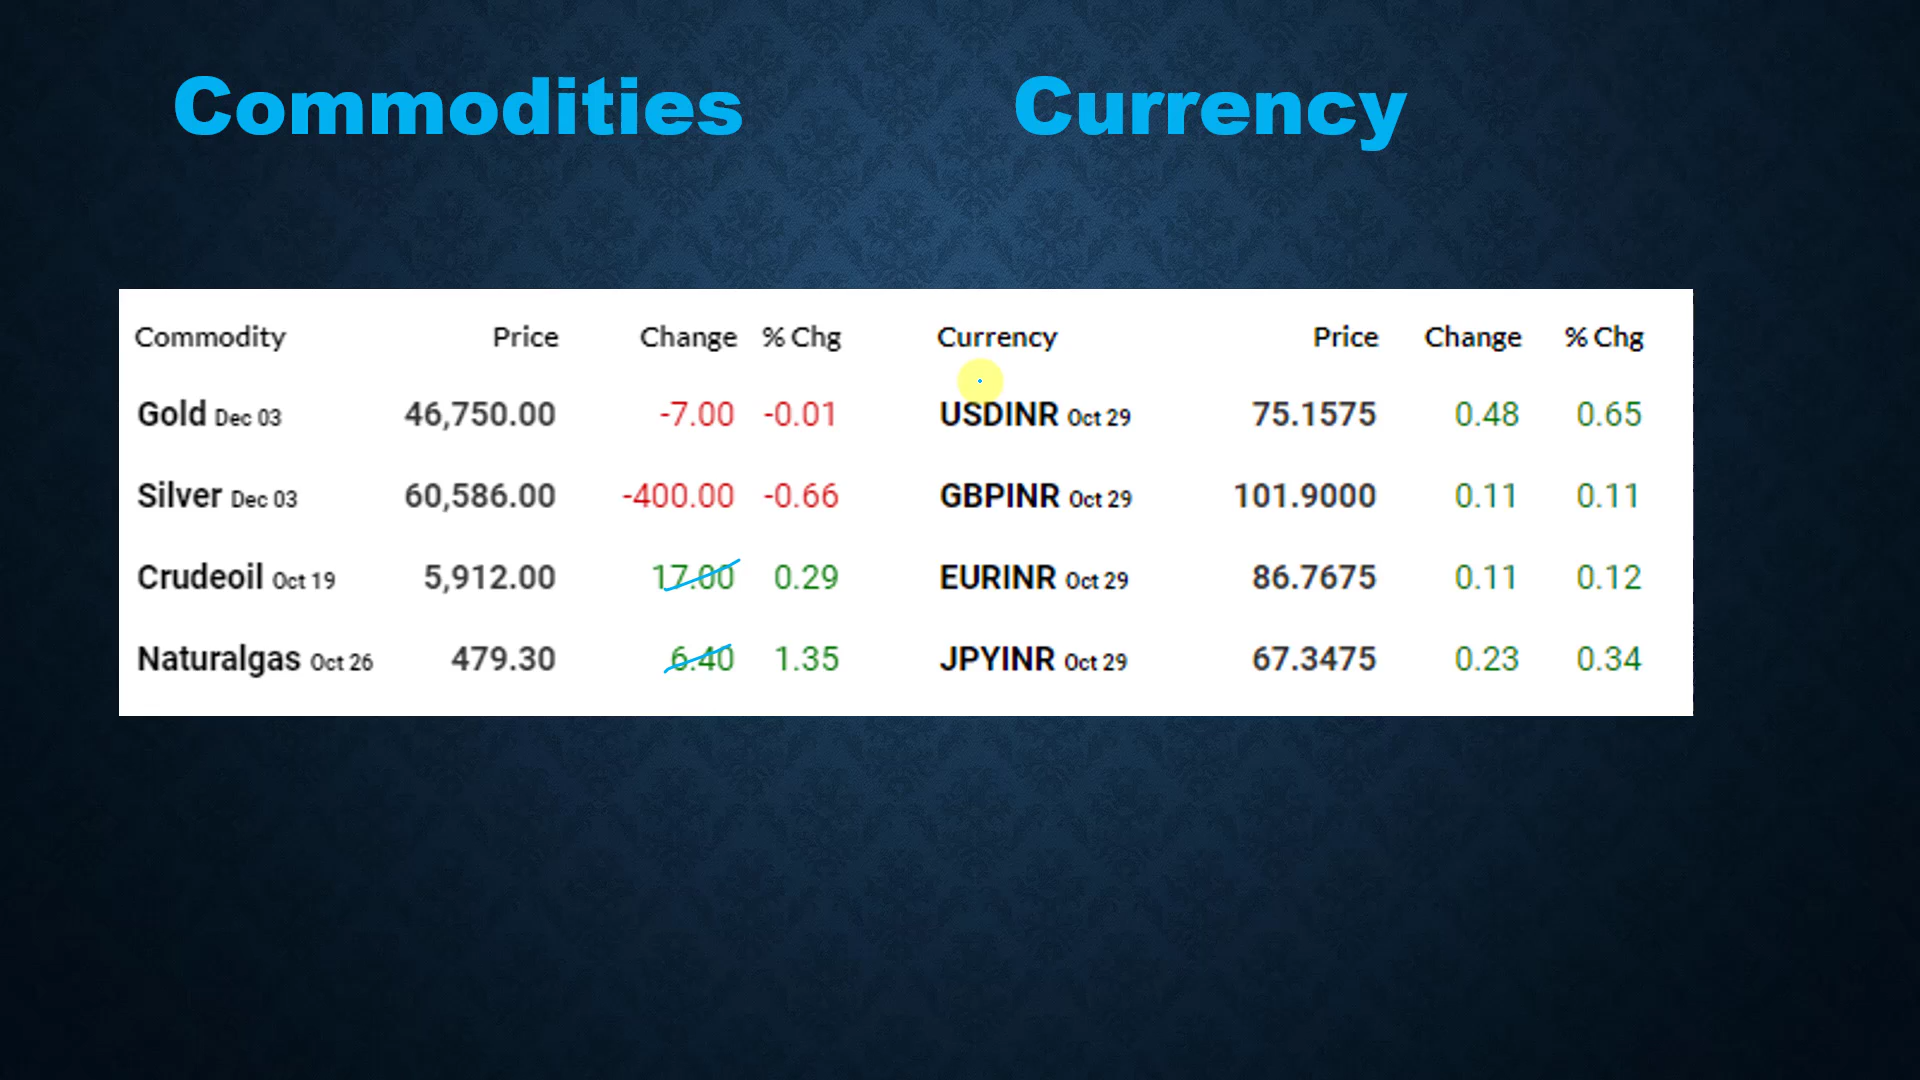 Commodities Currency
Commodity Price Change % Chg Currency Price Change % Chg
Gold Dec 03 46,750.00 -7.00 -0.01 USDINR Oct 29 75.1575 0.48 0.65
Silver Dec 03 60,586.00 -400.00 -0.66 GBPINR Oct 29 101.9000 0.11 0.11
Crudeoil Oct 19 5,912.00 17.00 0.29 EURINR Oct 29 86.7675 0.11 0.12
Naturalgas Oct 26 479.30 6.40 1.35 JPYINR Oct 29 67.3475 0.23 0.34